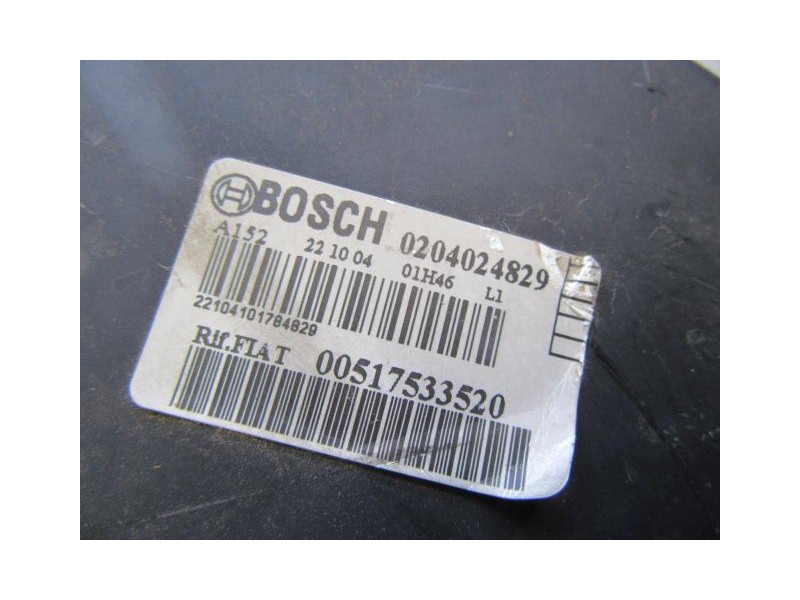 BOSCH 0204024829
A152 22 10 04 01H46 L1
22104101784829
Rif.FIAT 00517533520